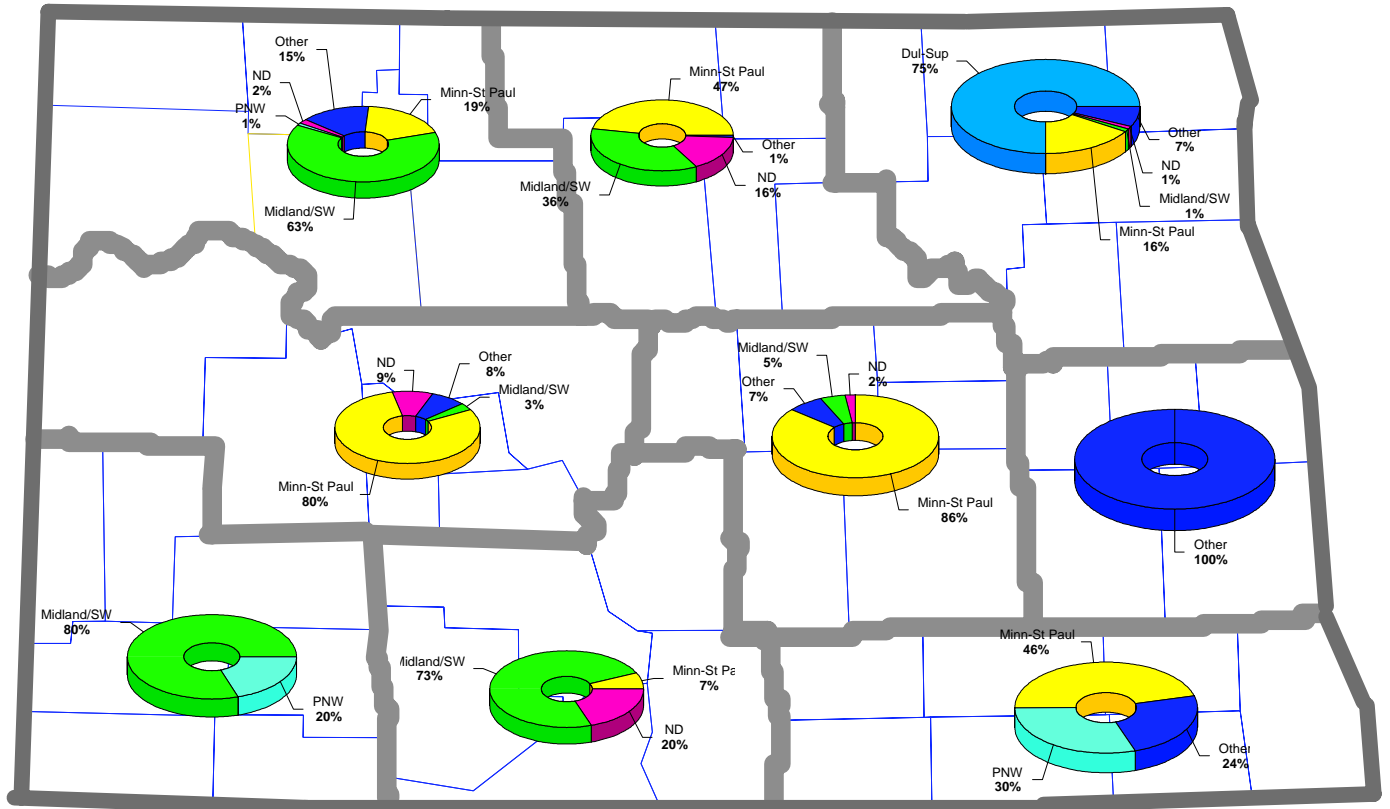 Other
15%
ND
2%
PNW
1%
Minn-St Paul
19%
Midland/SW
63%
Minn-St Paul
47%
Other
1%
ND
16%
Midland/SW
36%
Dul-Sup
75%
Other
7%
ND
1%
Midland/SW
1%
Minn-St Paul
16%
ND
9%
Other
8%
Midland/SW
3%
Minn-St Paul
80%
Midland/SW
5%
ND
2%
Other
7%
Minn-St Paul
86%
Other
100%
Midland/SW
80%
PNW
20%
Midland/SW
73%
Minn-St Pa
7%
ND
20%
Minn-St Paul
46%
Other
24%
PNW
30%